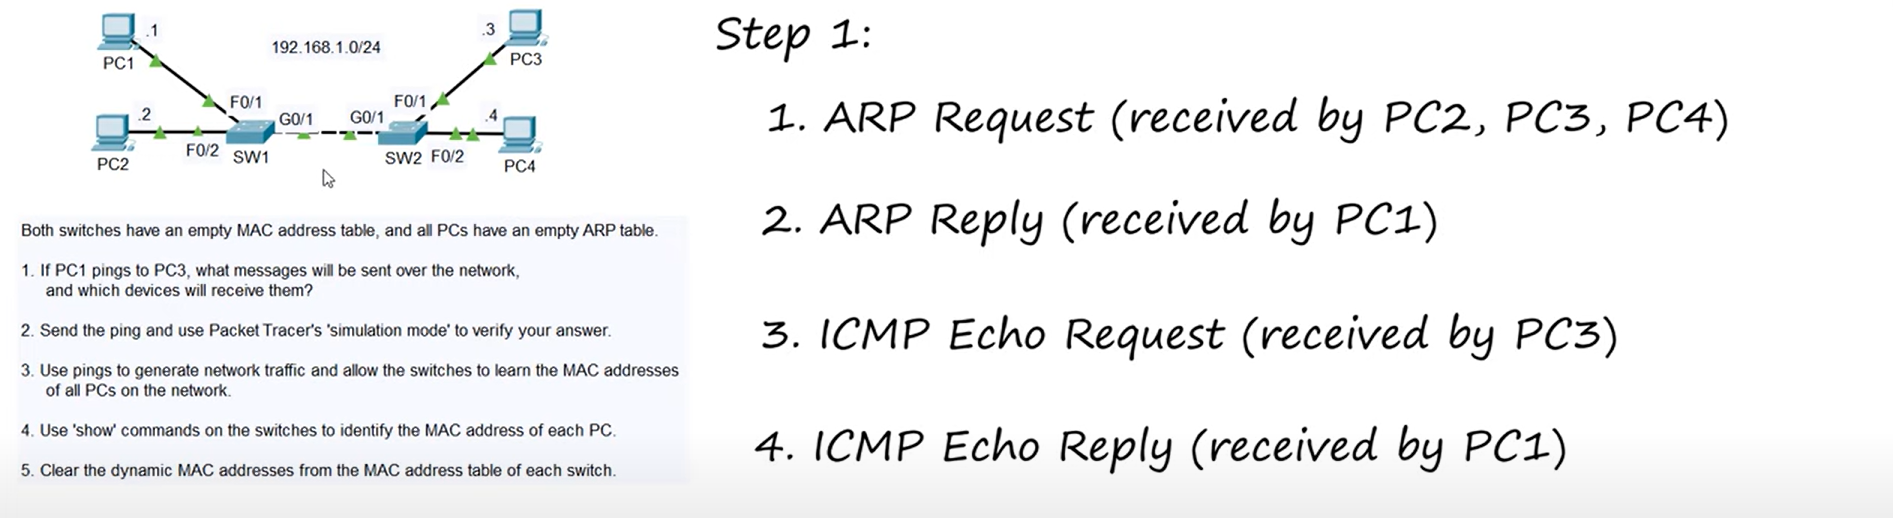 .1
192.168.1.0/24
.3
PC1
PC3
F0/1
F0/1
.2
G0/1
G0/1
.4
F0/2
SW1
SW2
F0/2
PC2
PC4
Both switches have an empty MAC address table, and all PCs have an empty ARP table.
1. If PC1 pings to PC3, what messages will be sent over the network,
and which devices will receive them?
2. Send the ping and use Packet Tracer's 'simulation mode' to verify your answer.
3. Use pings to generate network traffic and allow the switches to learn the MAC addresses
of all PCs on the network.
4. Use 'show' commands on the switches to identify the MAC address of each PC.
5. Clear the dynamic MAC addresses from the MAC address table of each switch.
Step 1:
1. ARP Request (received by PC2, PC3, PC4)
2. ARP Reply (received by PC1)
3. ICMP Echo Request (received by PC3)
4. ICMP Echo Reply (received by PC1)